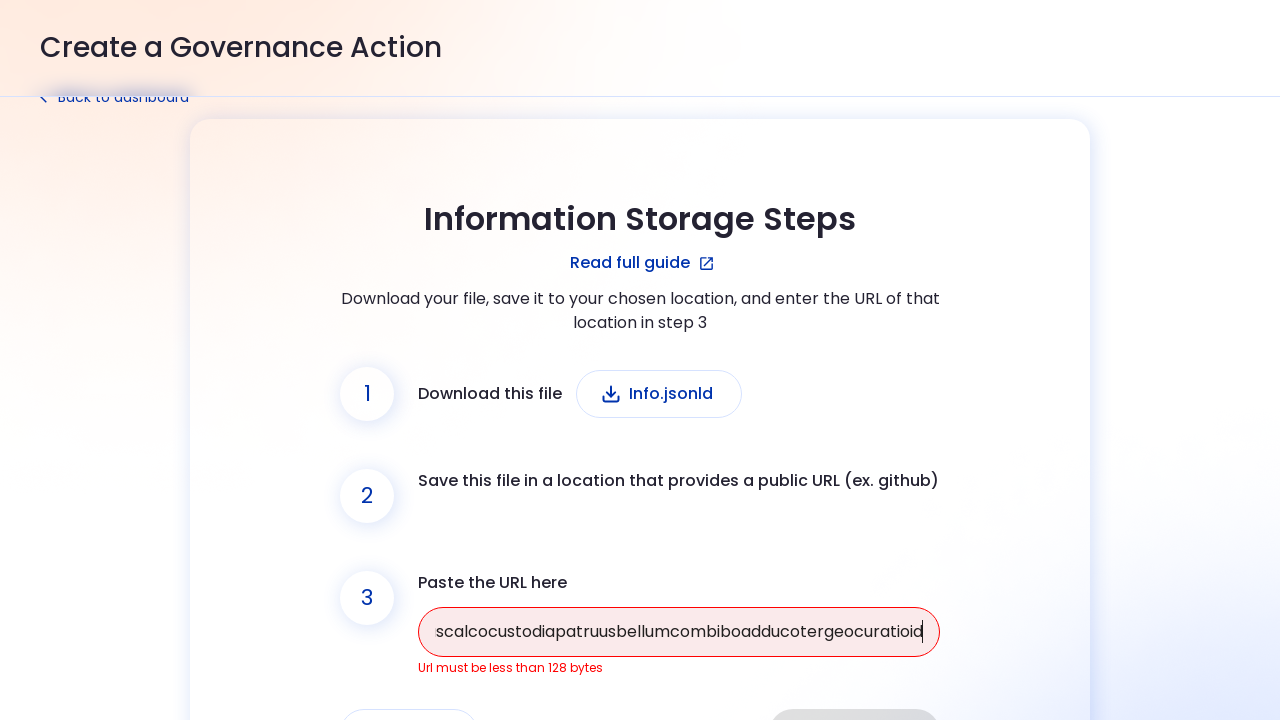 Create a Governance Action
Back to dashboard
Information Storage Steps
Read full guide
Download your file, save it to your chosen location, and enter the URL of that
location in step 3
1
Download this file
Info.jsonld
2
Save this file in a location that provides a public URL (ex. github)
3
Paste the URL here
scalcocustodiapatruusbellumcombiboadducotergeocuratioid
Url must be less than 128 bytes